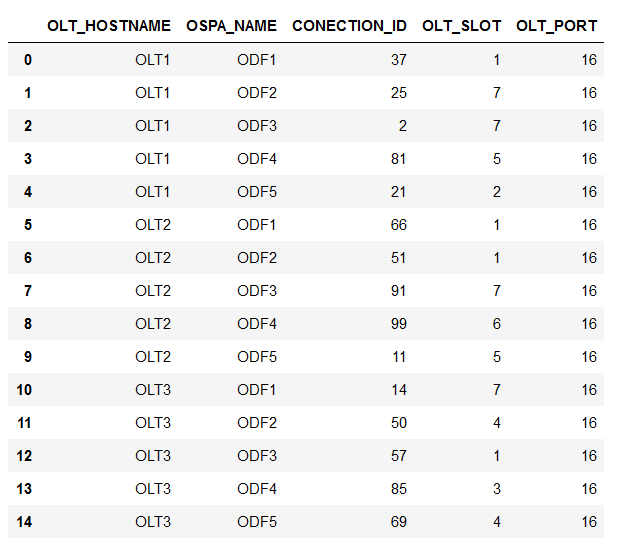 OLT_HOSTNAME OSPA_NAME CONECTION_ID OLT_SLOT OLT_PORT
0 OLT1 ODF1 37 1 16
1 OLT1 ODF2 25 7 16
2 OLT1 ODF3 2 7 16
3 OLT1 ODF4 81 5 16
4 OLT1 ODF5 21 2 16
5 OLT2 ODF1 66 1 16
6 OLT2 ODF2 51 1 16
7 OLT2 ODF3 91 7 16
8 OLT2 ODF4 99 6 16
9 OLT2 ODF5 11 5 16
10 OLT3 ODF1 14 7 16
11 OLT3 ODF2 50 4 16
12 OLT3 ODF3 57 1 16
13 OLT3 ODF4 85 3 16
14 OLT3 ODF5 69 4 16